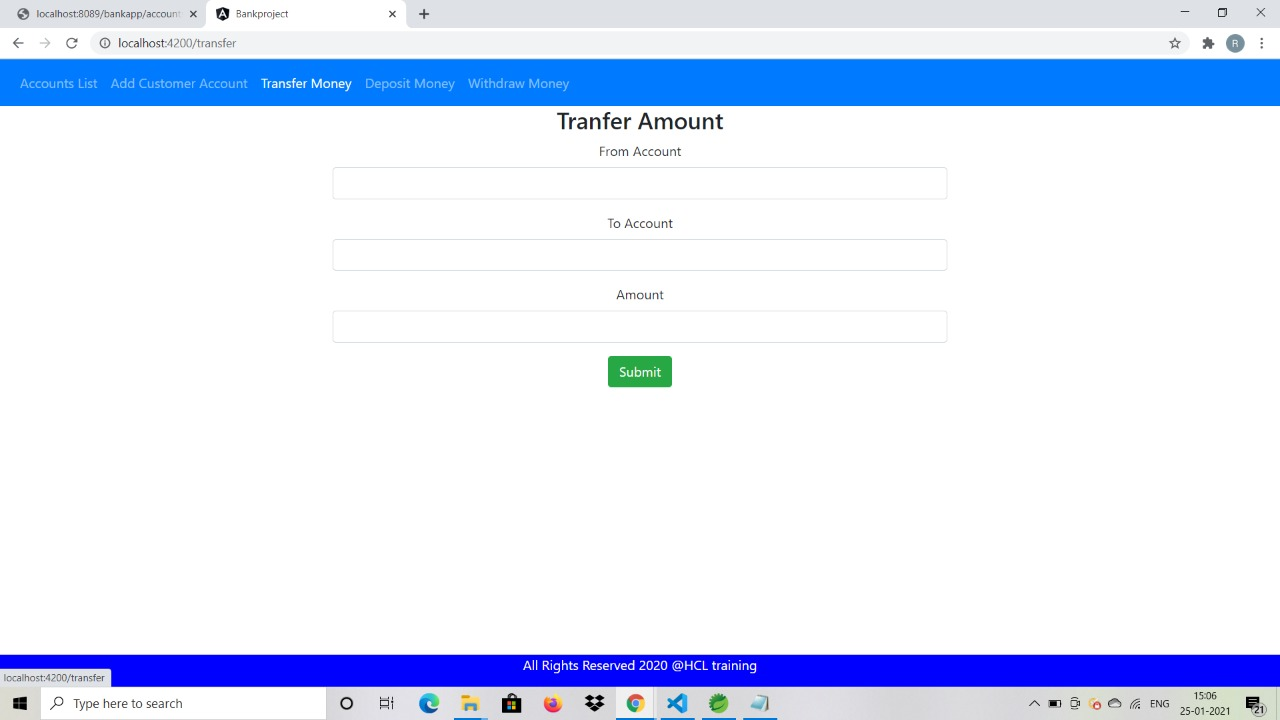 localhost:8089/bankapp/account
Bankproject
localhost:4200/transfer
R
Accounts List Add Customer Account Transfer Money Deposit Money Withdraw Money
Tranfer Amount
From Account
To Account
Amount
Submit
All Rights Reserved 2020 @HCL training
localhost:4200/transfer
Type here to search
ENG
15:06
25-01-2021
21